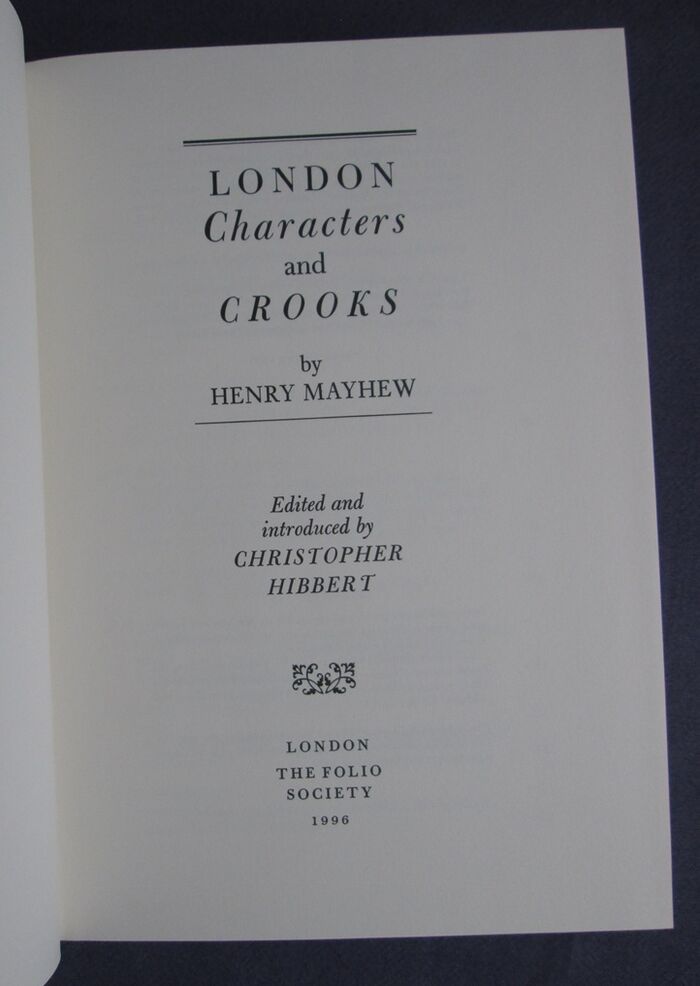 LONDON
Characters
and
CROOKS
by
HENRY MAYHEW
Edited and
introduced by
CHRISTOPHER
HIBBERT
LONDON
THE FOLIO
SOCIETY
1996